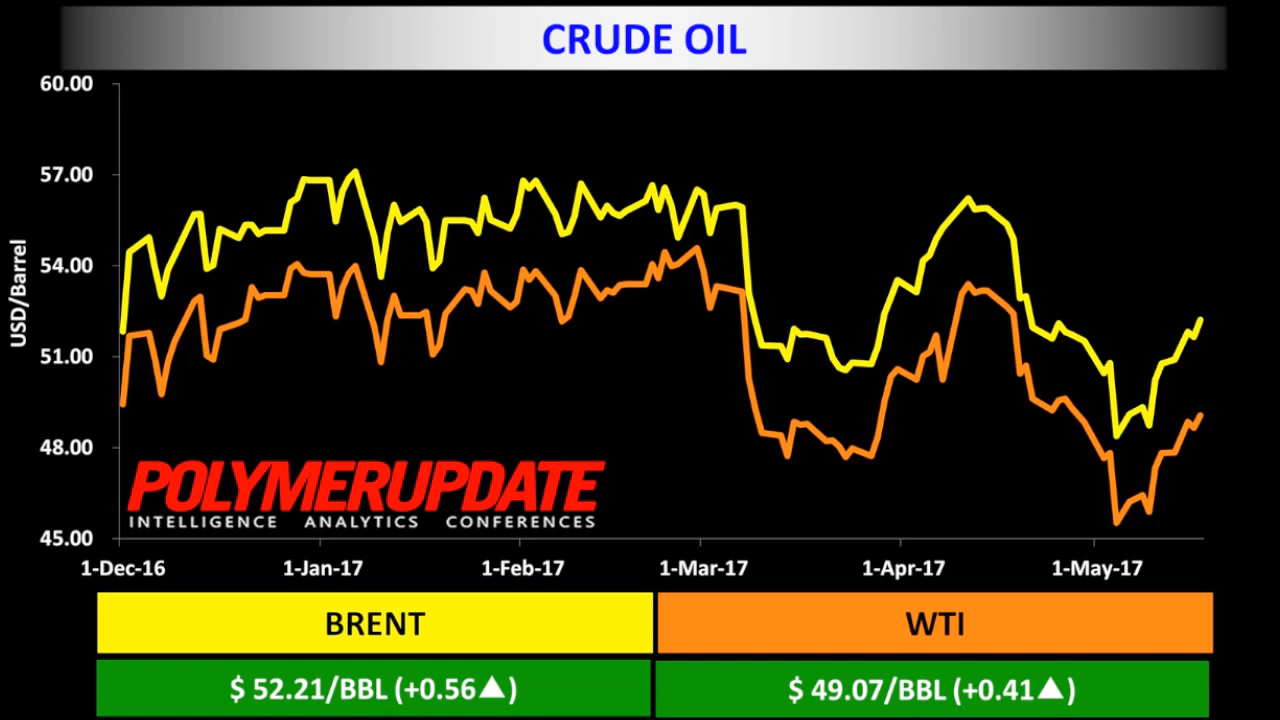 CRUDE OIL
60.00
57.00
54.00
51.00
48.00
45.00
USD/Barrel
POLYMERUPDATE
INTELLIGENCE ANALYTICS CONFERENCES
1-Dec-16 1-Jan-17 1-Feb-17 1-Mar-17 1-Apr-17 1-May-17
BRENT WTI
$ 52.21/BBL (+0.56▲) $ 49.07/BBL (+0.41▲)